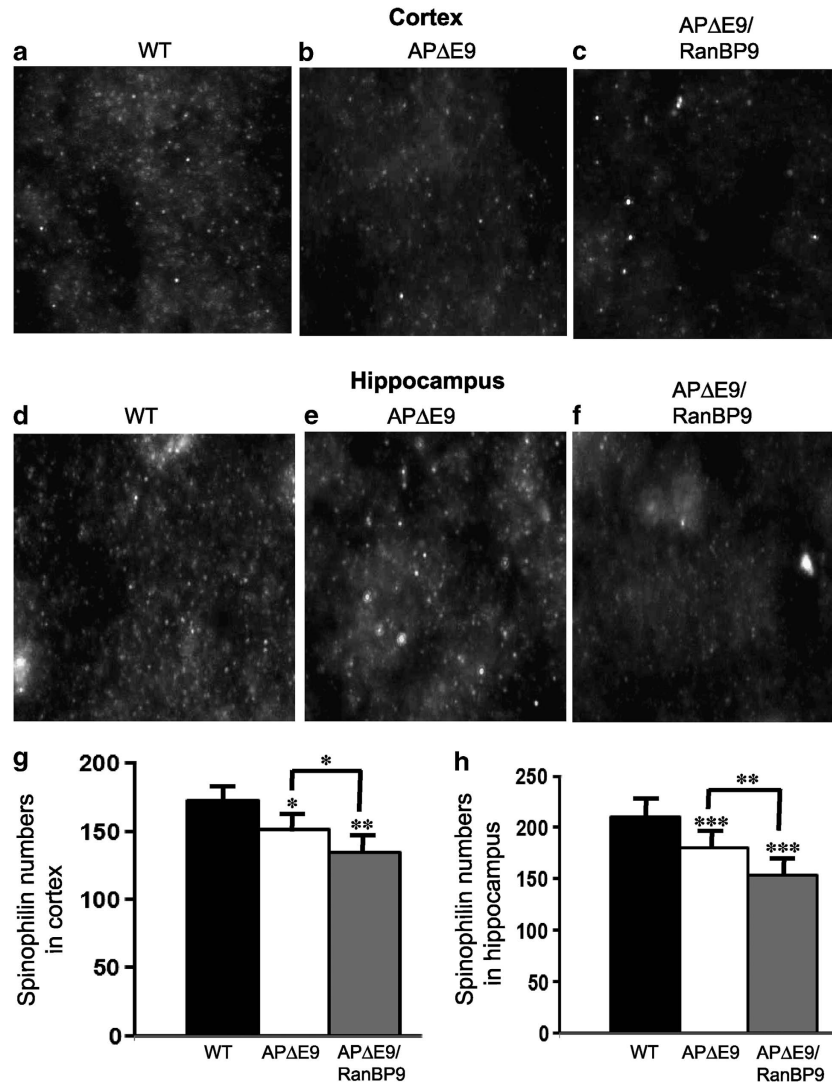 Cortex
a WT
b APΔE9
c APΔE9/
RanBP9
Hippocampus
d WT
e APΔE9
f APΔE9/
RanBP9
g
Spinophilin numbers
in cortex
200
150
100
50
0
*
*
**
WT
APΔE9
APΔE9/
RanBP9
h
Spinophilin numbers
in hippocampus
250
200
150
100
50
0
**
***
***
WT
APΔE9
APΔE9/
RanBP9